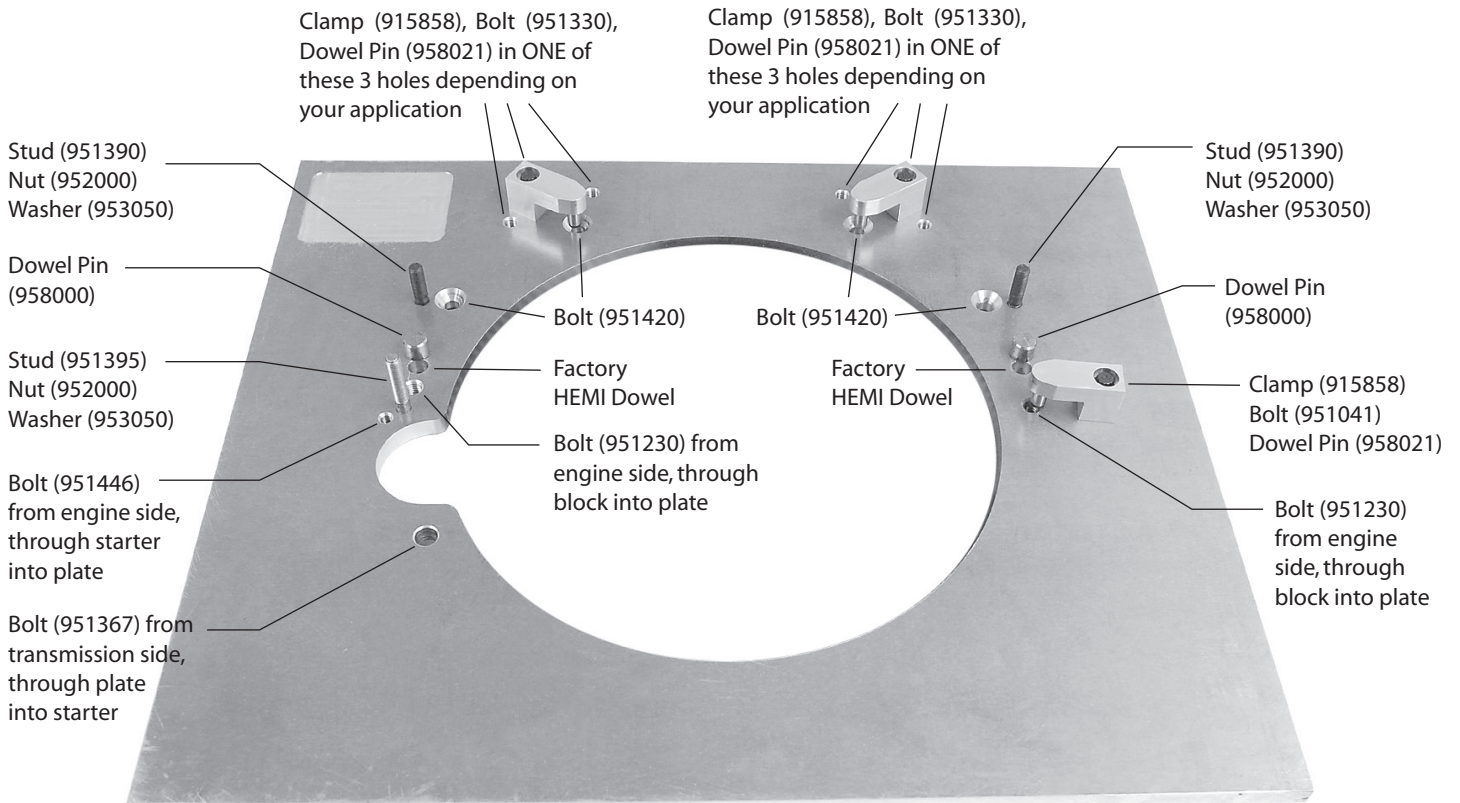 Clamp (915858), Bolt (951330),
Dowel Pin (958021) in ONE of
these 3 holes depending on
your application
Clamp (915858), Bolt (951330),
Dowel Pin (958021) in ONE of
these 3 holes depending on
your application
Stud (951390)
Nut (952000)
Washer (953050)
Dowel Pin
(958000)
Stud (951395)
Nut (952000)
Washer (953050)
Bolt (951446)
from engine side,
through starter
into plate
Bolt (951367) from
transmission side,
through plate
into starter
Bolt (951420)
Factory
HEMI Dowel
Bolt (951230) from
engine side, through
block into plate
Bolt (951420)
Factory
HEMI Dowel
Stud (951390)
Nut (952000)
Washer (953050)
Dowel Pin
(958000)
Clamp (915858)
Bolt (951041)
Dowel Pin (958021)
Bolt (951230)
from engine
side, through
block into plate